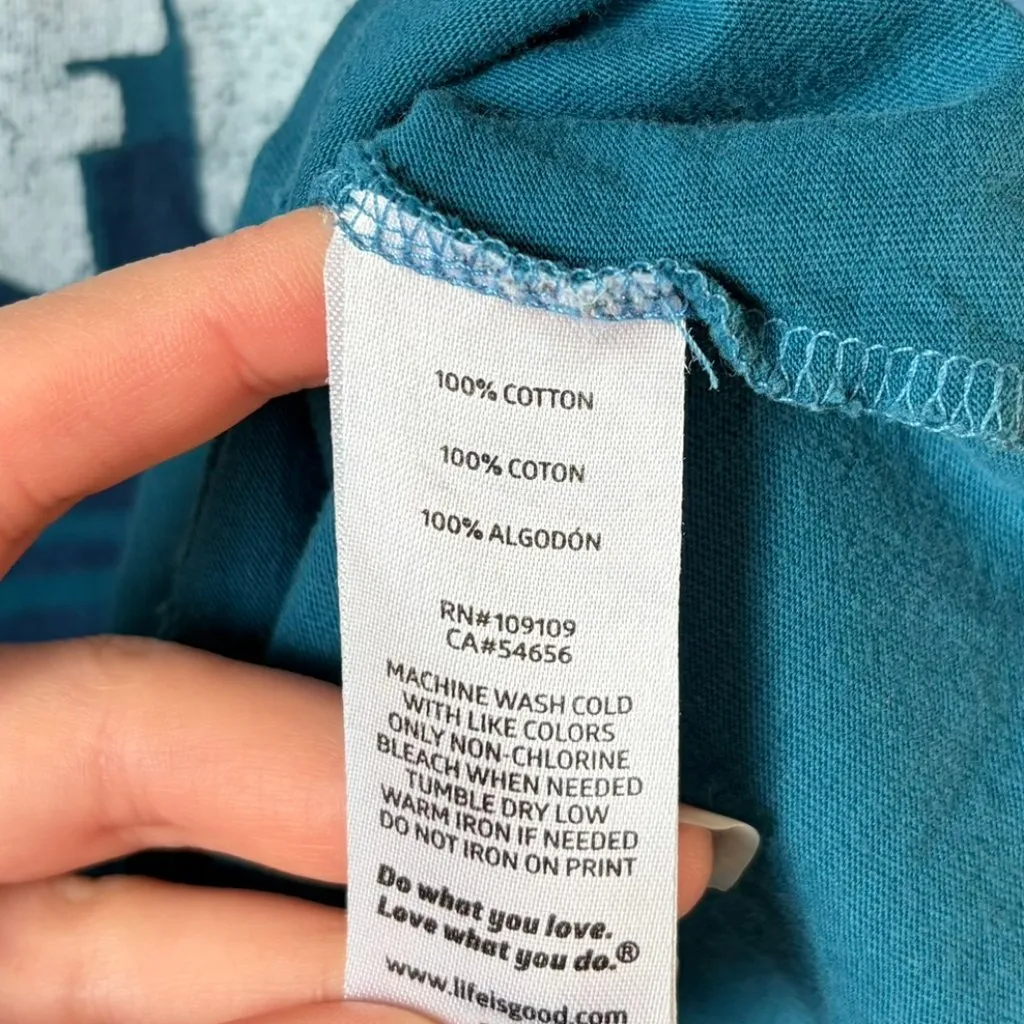 100% COTTON
100% COTON
100% ALGODÓN
RN#109109
CA#54656
MACHINE WASH COLD
WITH LIKE COLORS
ONLY NON-CHLORINE
BLEACH WHEN NEEDED
TUMBLE DRY LOW
WARM IRON IF NEEDED
DO NOT IRON ON PRINT
Do what you love.
Love what you do.®
www.lifeisgood.com